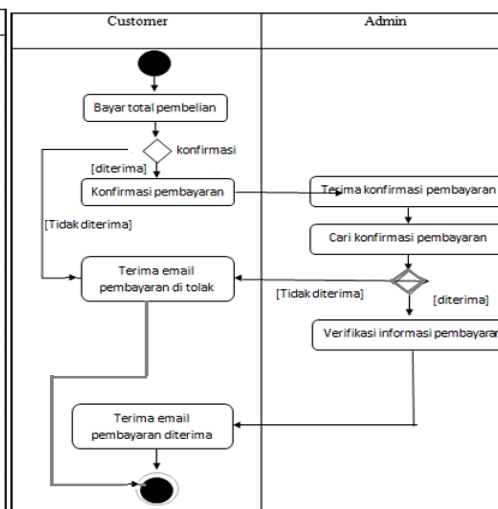 Customer
Admin
Bayar total pembelian
konfirmasi
[diterima]
Konfirmasi pembayaran
Terima konfirmasi pembayaran
[Tidak diterima]
Cari konfirmasi pembayaran
Terima email
pembayaran di tolak
[Tidak diterima]
[diterima]
Verifikasi informasi pembayaran
Terima email
pembayaran diterima